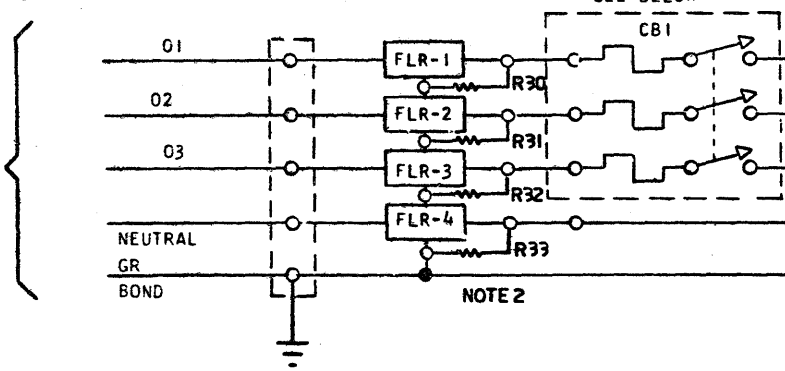 CB1
01
FLR-1
R30
02
FLR-2
R31
03
FLR-3
R32
FLR-4
NEUTRAL
R33
GR
BOND
NOTE 2